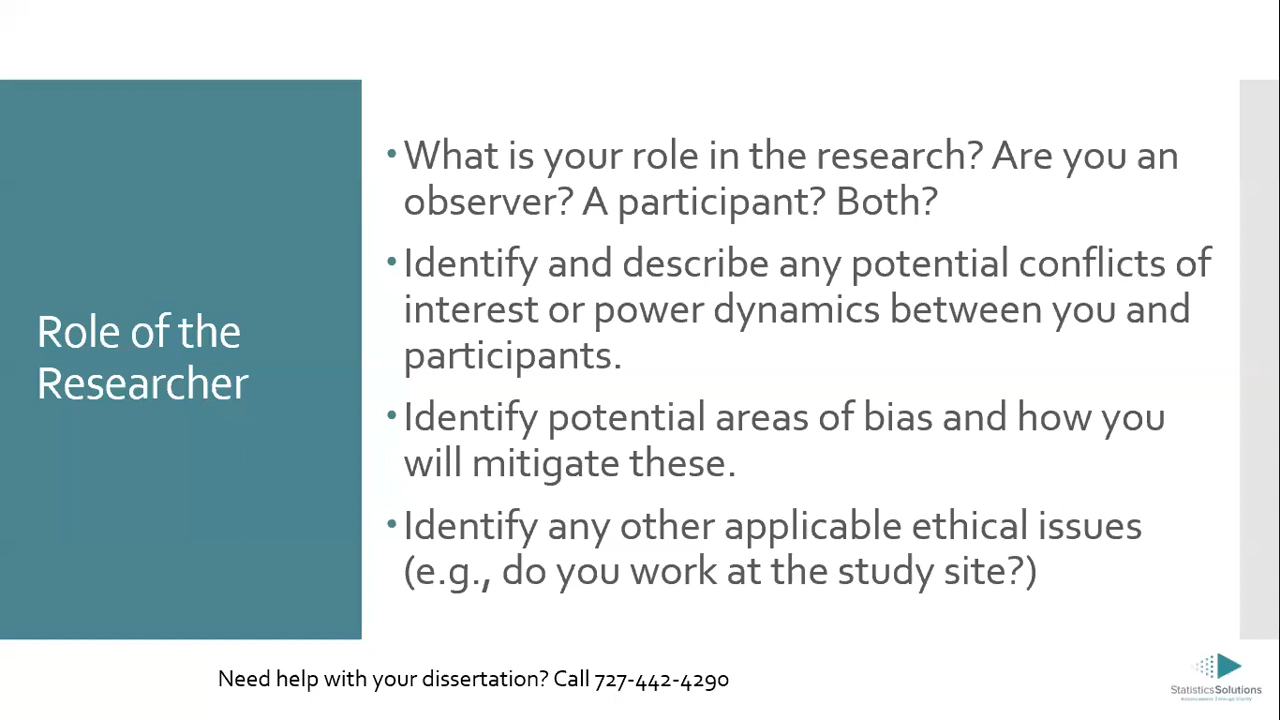 Role of the
Researcher
•What is your role in the research? Are you an
observer? A participant? Both?
•Identify and describe any potential conflicts of
interest or power dynamics between you and
participants.
•Identify potential areas of bias and how you
will mitigate these.
•Identify any other applicable ethical issues
(e.g., do you work at the study site?)
Need help with your dissertation? Call 727-442-4290
StatisticsSolutions